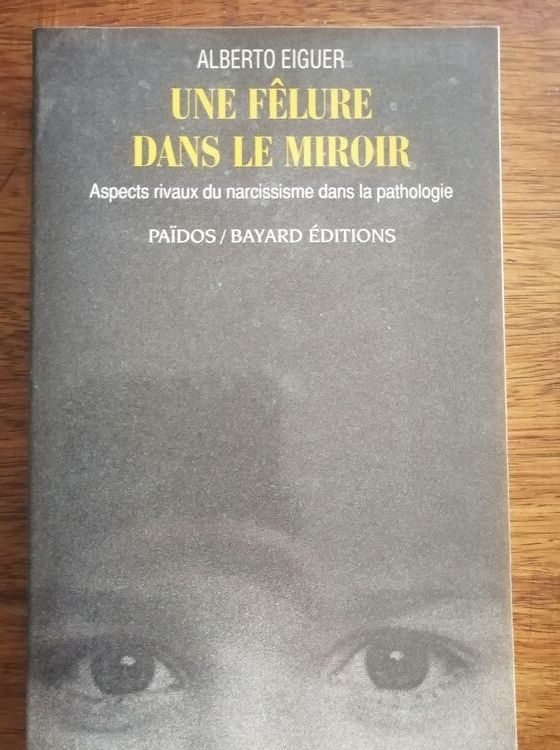 ALBERTO EIGUER
UNE FÊLURE
DANS LE MIROIR
Aspects rivaux du narcissisme dans la pathologie
PAÏDOS / BAYARD ÉDITIONS